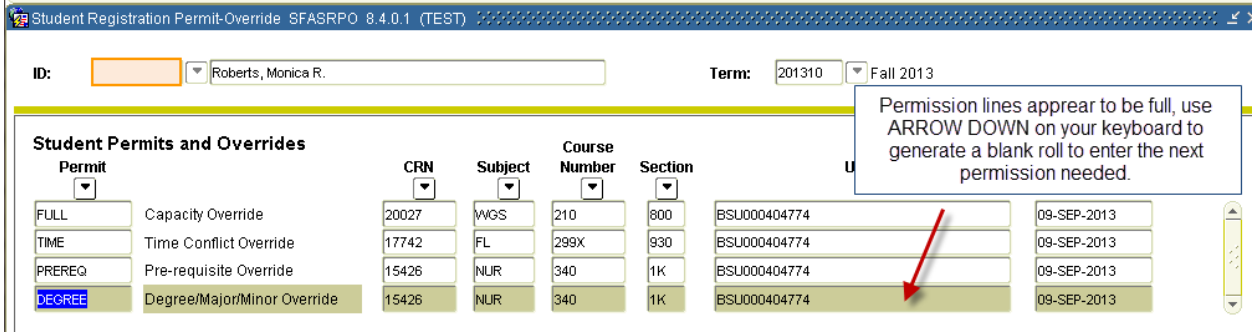 Student Registration Permit-Override SFASRPO 8.4.0.1 (TEST)
ID: Roberts, Monica R. Term: 201310 Fall 2013
Permission lines apprear to be full, use
ARROW DOWN on your keyboard to
generate a blank roll to enter the next
permission needed.
Student Permits and Overrides
Permit CRN Subject Course Number Section U
FULL Capacity Override 20027 WGS 210 800 BSU000404774 09-SEP-2013
TIME Time Conflict Override 17742 FL 299X 930 BSU000404774 09-SEP-2013
PREREQ Pre-requisite Override 15426 NUR 340 1K BSU000404774 09-SEP-2013
DEGREE Degree/Major/Minor Override 15426 NUR 340 1K BSU000404774 09-SEP-2013